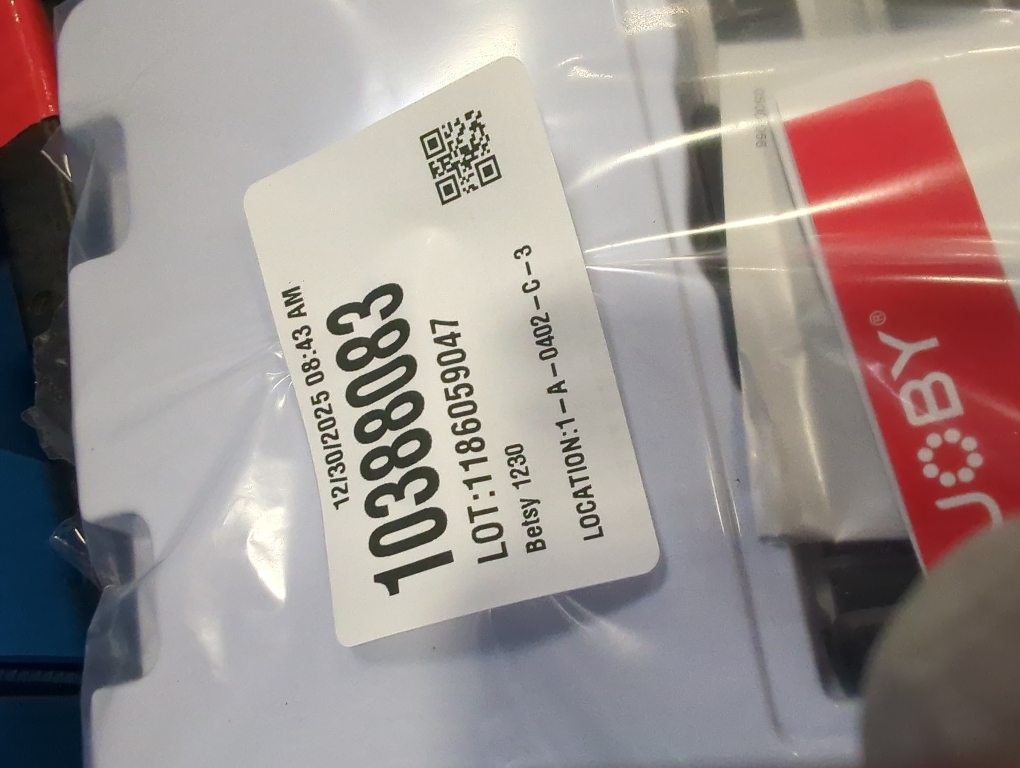 12/30/2025 08:43 AM
10388083
LOT:1186059047
Betsy 1230
LOCATION:1-A-0402-C-3
JOBY®